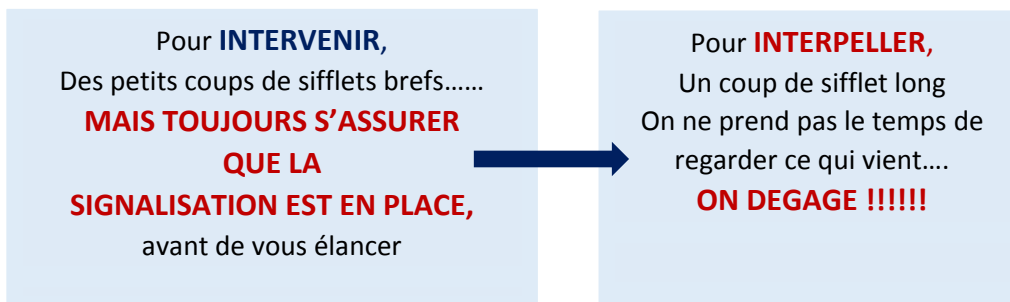 Pour INTERVENIR,
Des petits coups de sifflets brefs……
MAIS TOUJOURS S’ASSURER
QUE LA
SIGNALISATION EST EN PLACE,
avant de vous élancer
Pour INTERPELLER,
Un coup de sifflet long
On ne prend pas le temps de
regarder ce qui vient….
ON DEGAGE !!!!!!